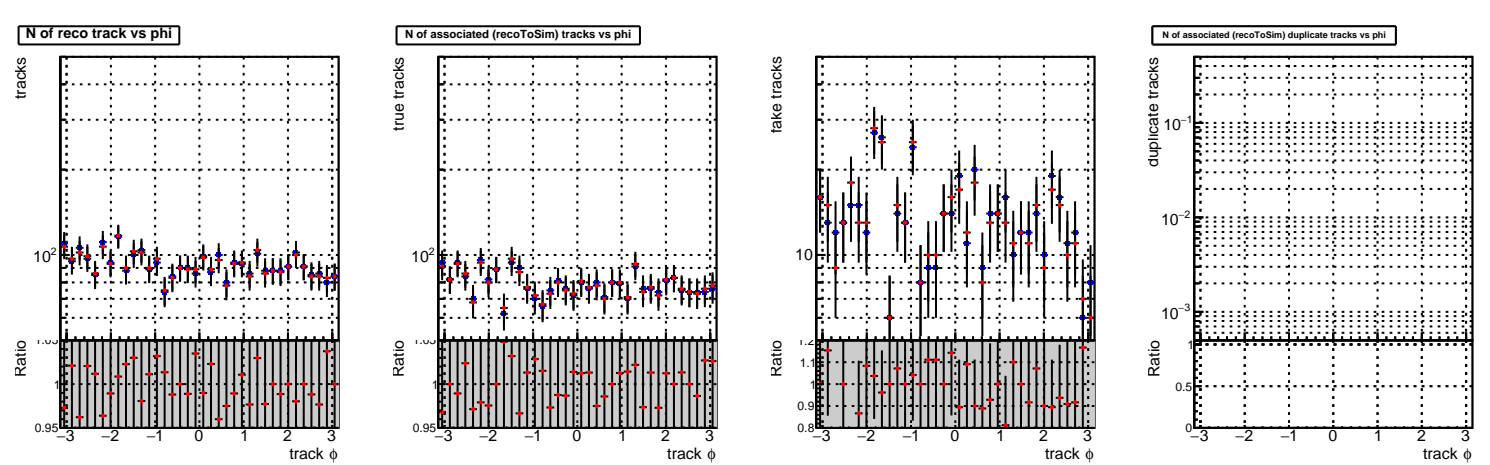 N of reco track vs phi
tracks
10²
Ratio
1.05
1
0.95
−3 −2 −1 0 1 2 3
track ϕ
N of associated (recoToSim) tracks vs phi
true tracks
10²
Ratio
1.05
1
0.95
−3 −2 −1 0 1 2 3
track ϕ
fake tracks
10
Ratio
1.2
1.1
1
0.9
0.8
−3 −2 −1 0 1 2 3
track ϕ
N of associated (recoToSim) duplicate tracks vs phi
duplicate tracks
10⁻¹
10⁻²
10⁻³
Ratio
1
0.5
0
−3 −2 −1 0 1 2 3
track ϕ